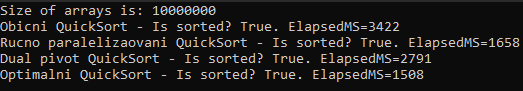 Size of arrays is: 10000000
Obicni QuickSort - Is sorted? True. ElapsedMS=3422
Rucno paralelizaovani QuickSort - Is sorted? True. ElapsedMS=1658
Dual pivot QuickSort - Is sorted? True. ElapsedMS=2791
Optimalni QuickSort - Is sorted? True. ElapsedMS=1508